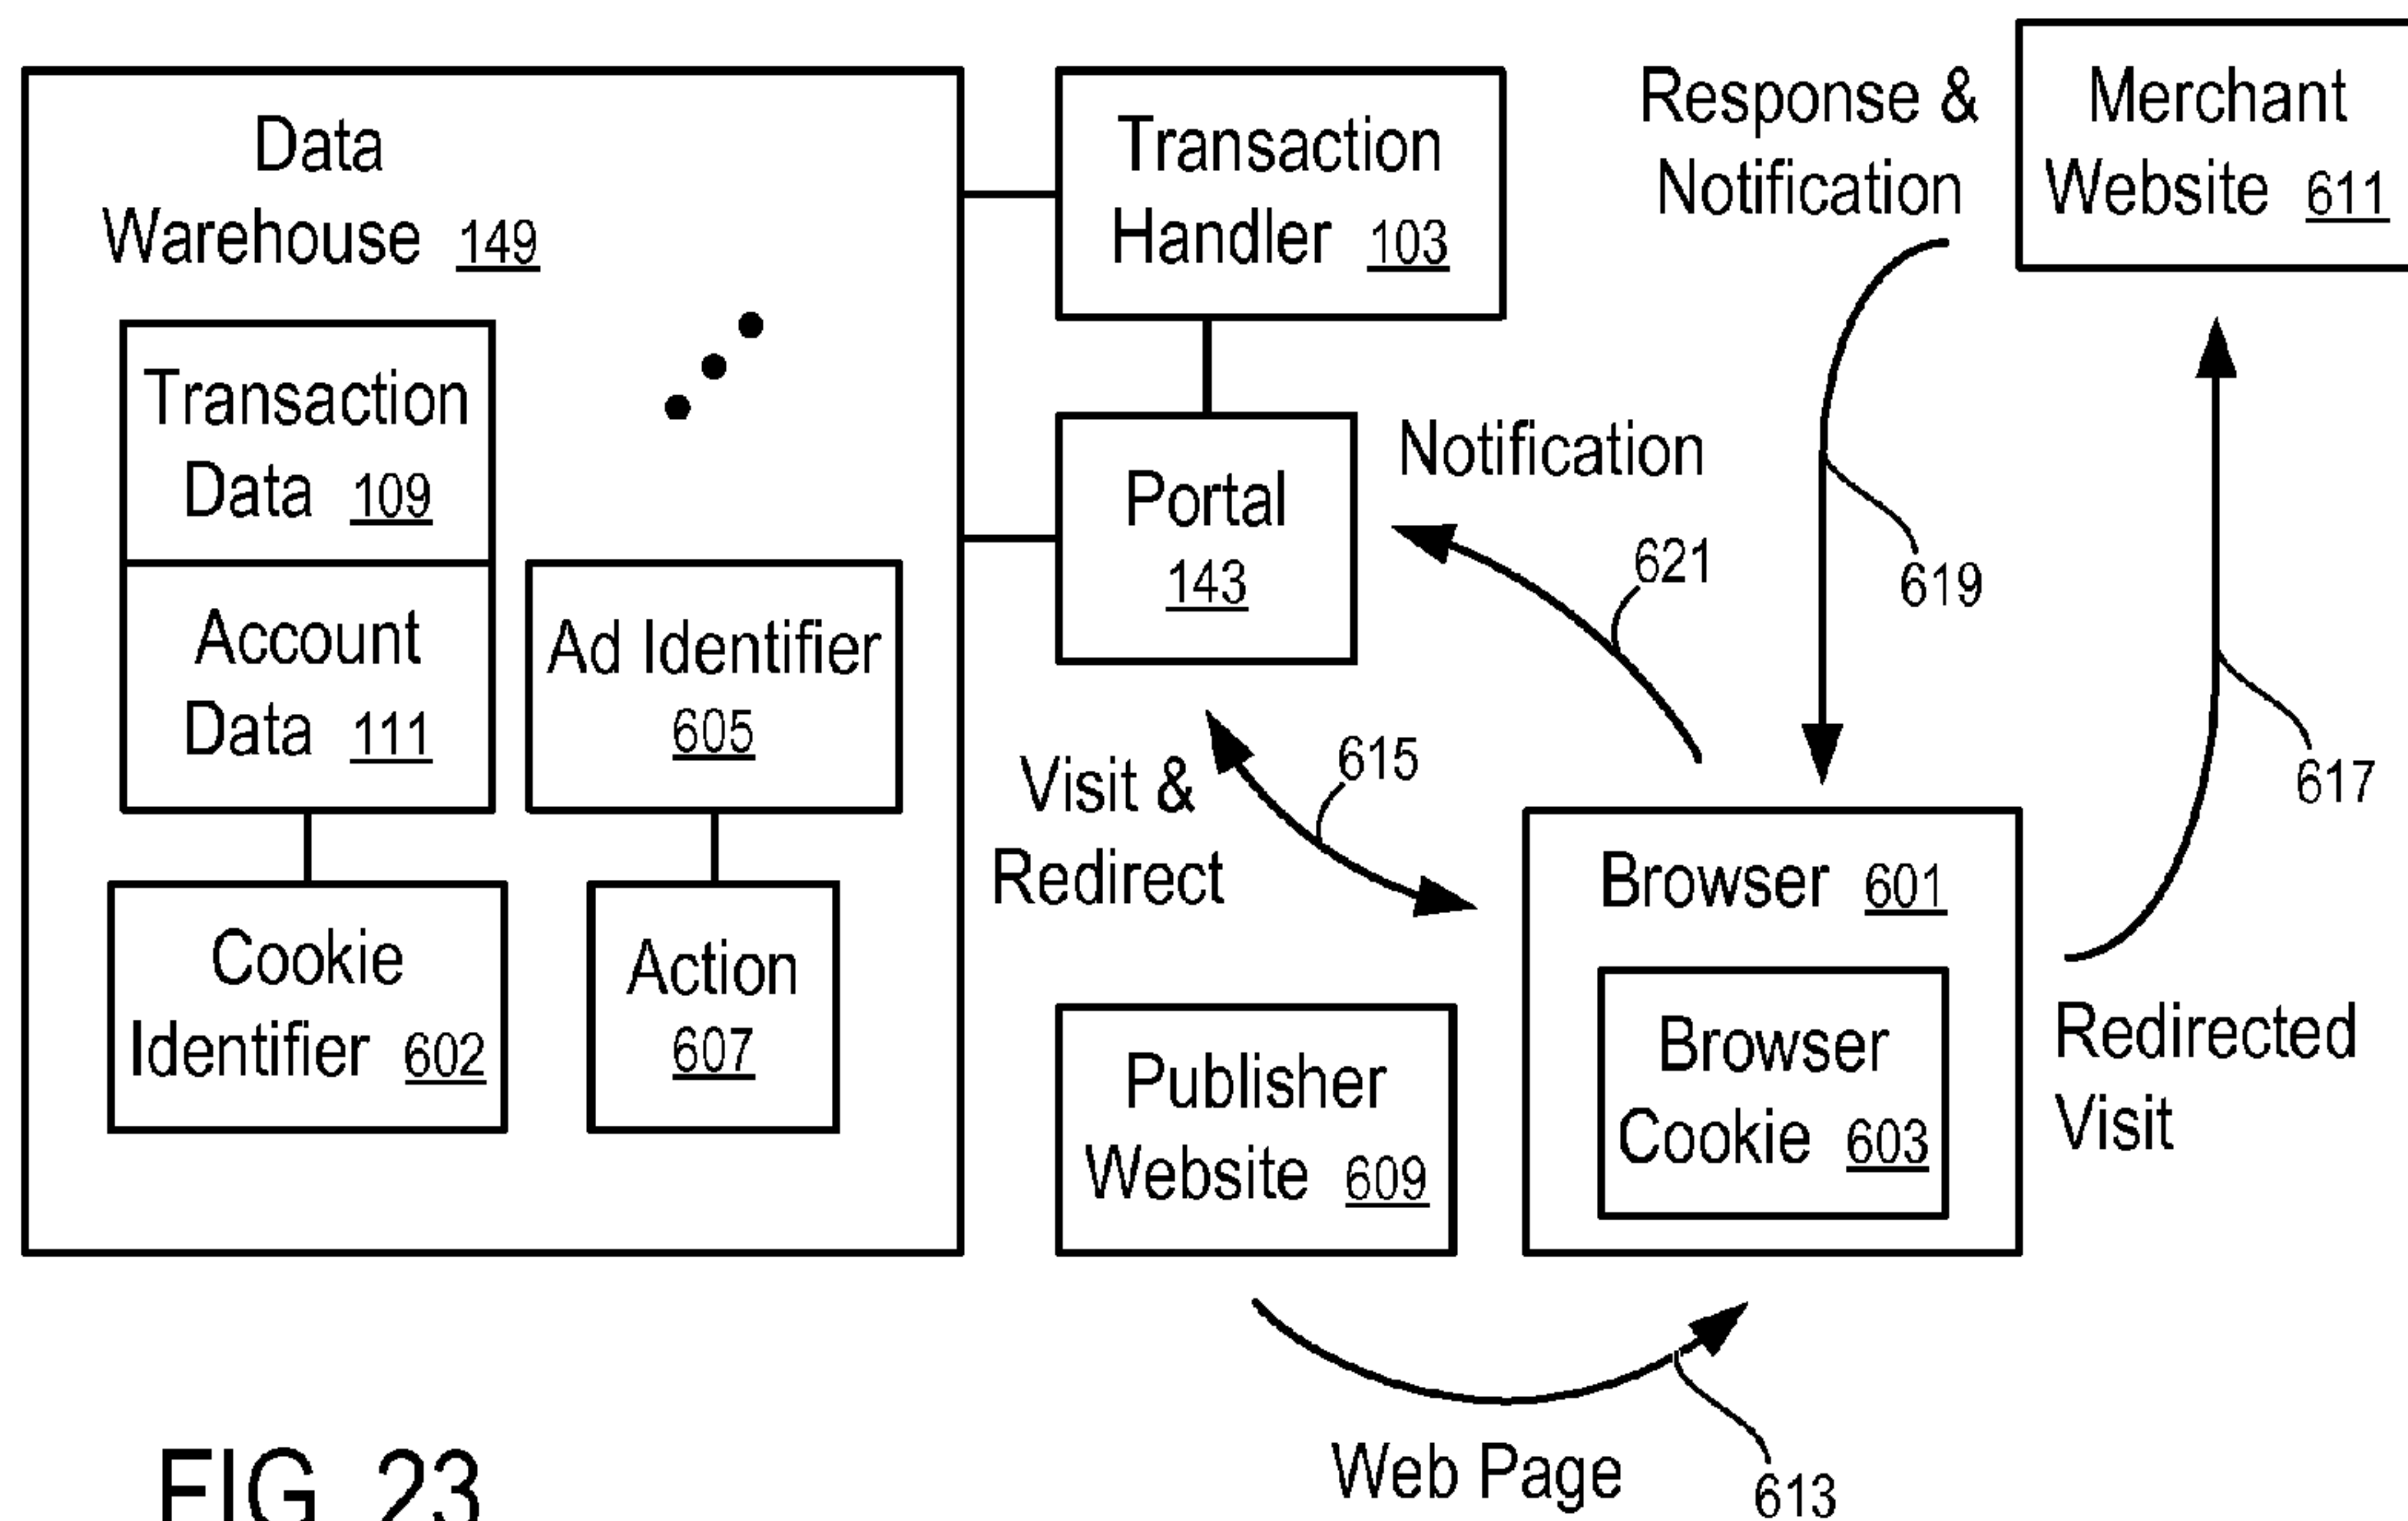 Data
Warehouse 149
Transaction
Data 109
Account
Data 111
Cookie
Identifier 602
Ad Identifier
605
Action
607
Transaction
Handler 103
Portal
143
Notification
621
Visit &
Redirect
615
Response &
Notification
619
Merchant
Website 611
617
Redirected
Visit
Browser 601
Browser
Cookie 603
Publisher
Website 609
Web Page
613
FIG. 23